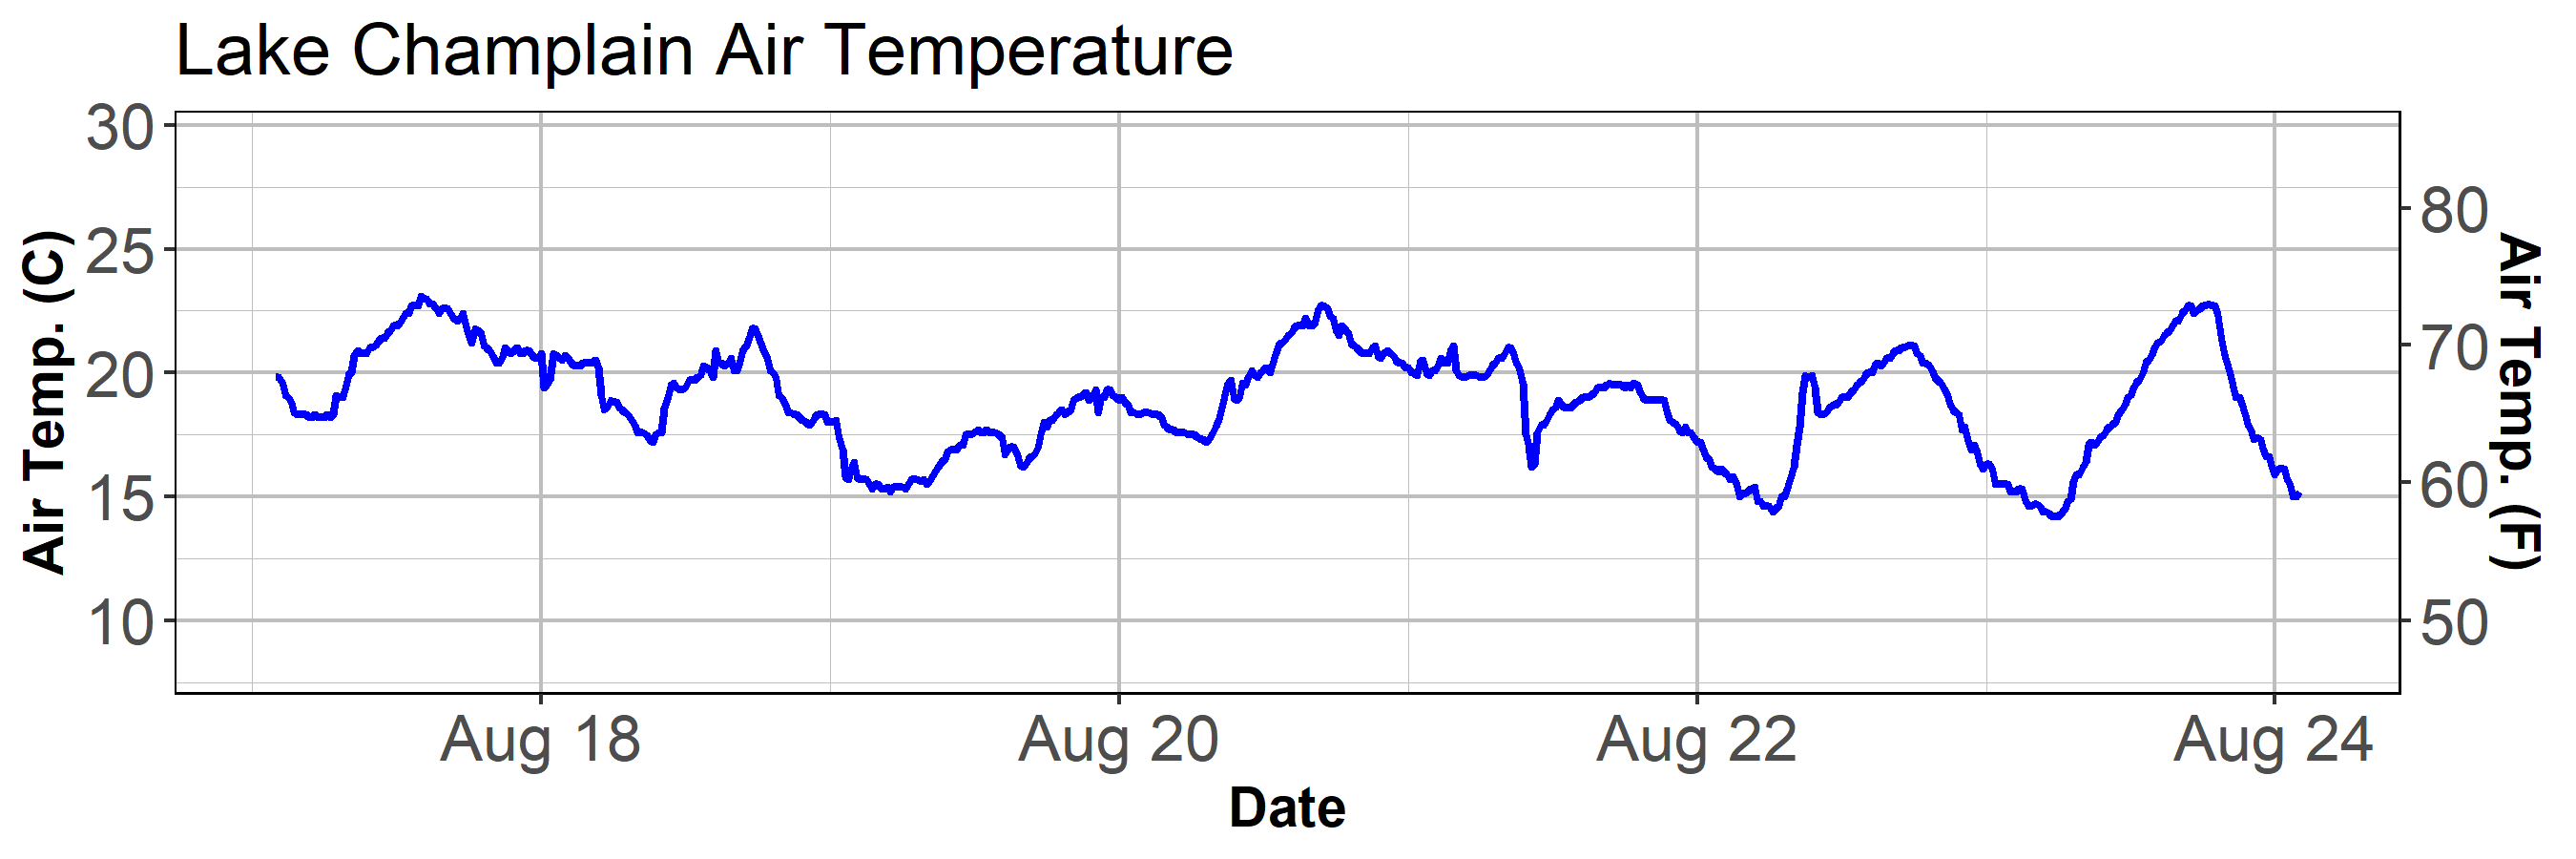 Lake Champlain Air Temperature
Air Temp. (C)
30
25
20
15
10
80
70
60
50
Air Temp. (F)
Aug 18 Aug 20 Aug 22 Aug 24
Date